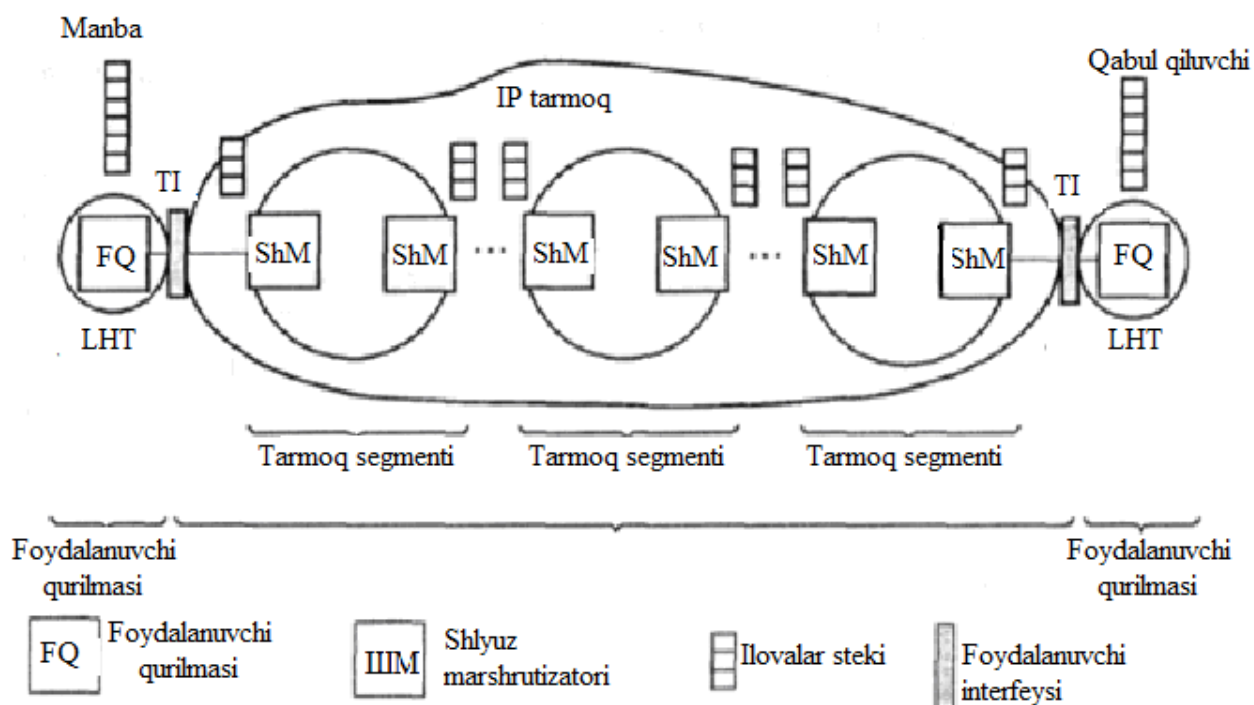 Manba
Qabul qiluvchi
IP tarmoq
TI
TI
FQ
ShM
ShM
...
ShM
ShM
...
ShM
ShM
FQ
LHT
LHT
Tarmoq segmenti
Tarmoq segmenti
Tarmoq segmenti
Foydalanuvchi
qurilmasi
Foydalanuvchi
qurilmasi
FQ
Foydalanuvchi
qurilmasi
ШМ
Shlyuz
marshrutizatori
Ilovalar steki
Foydalanuvchi
interfeysi